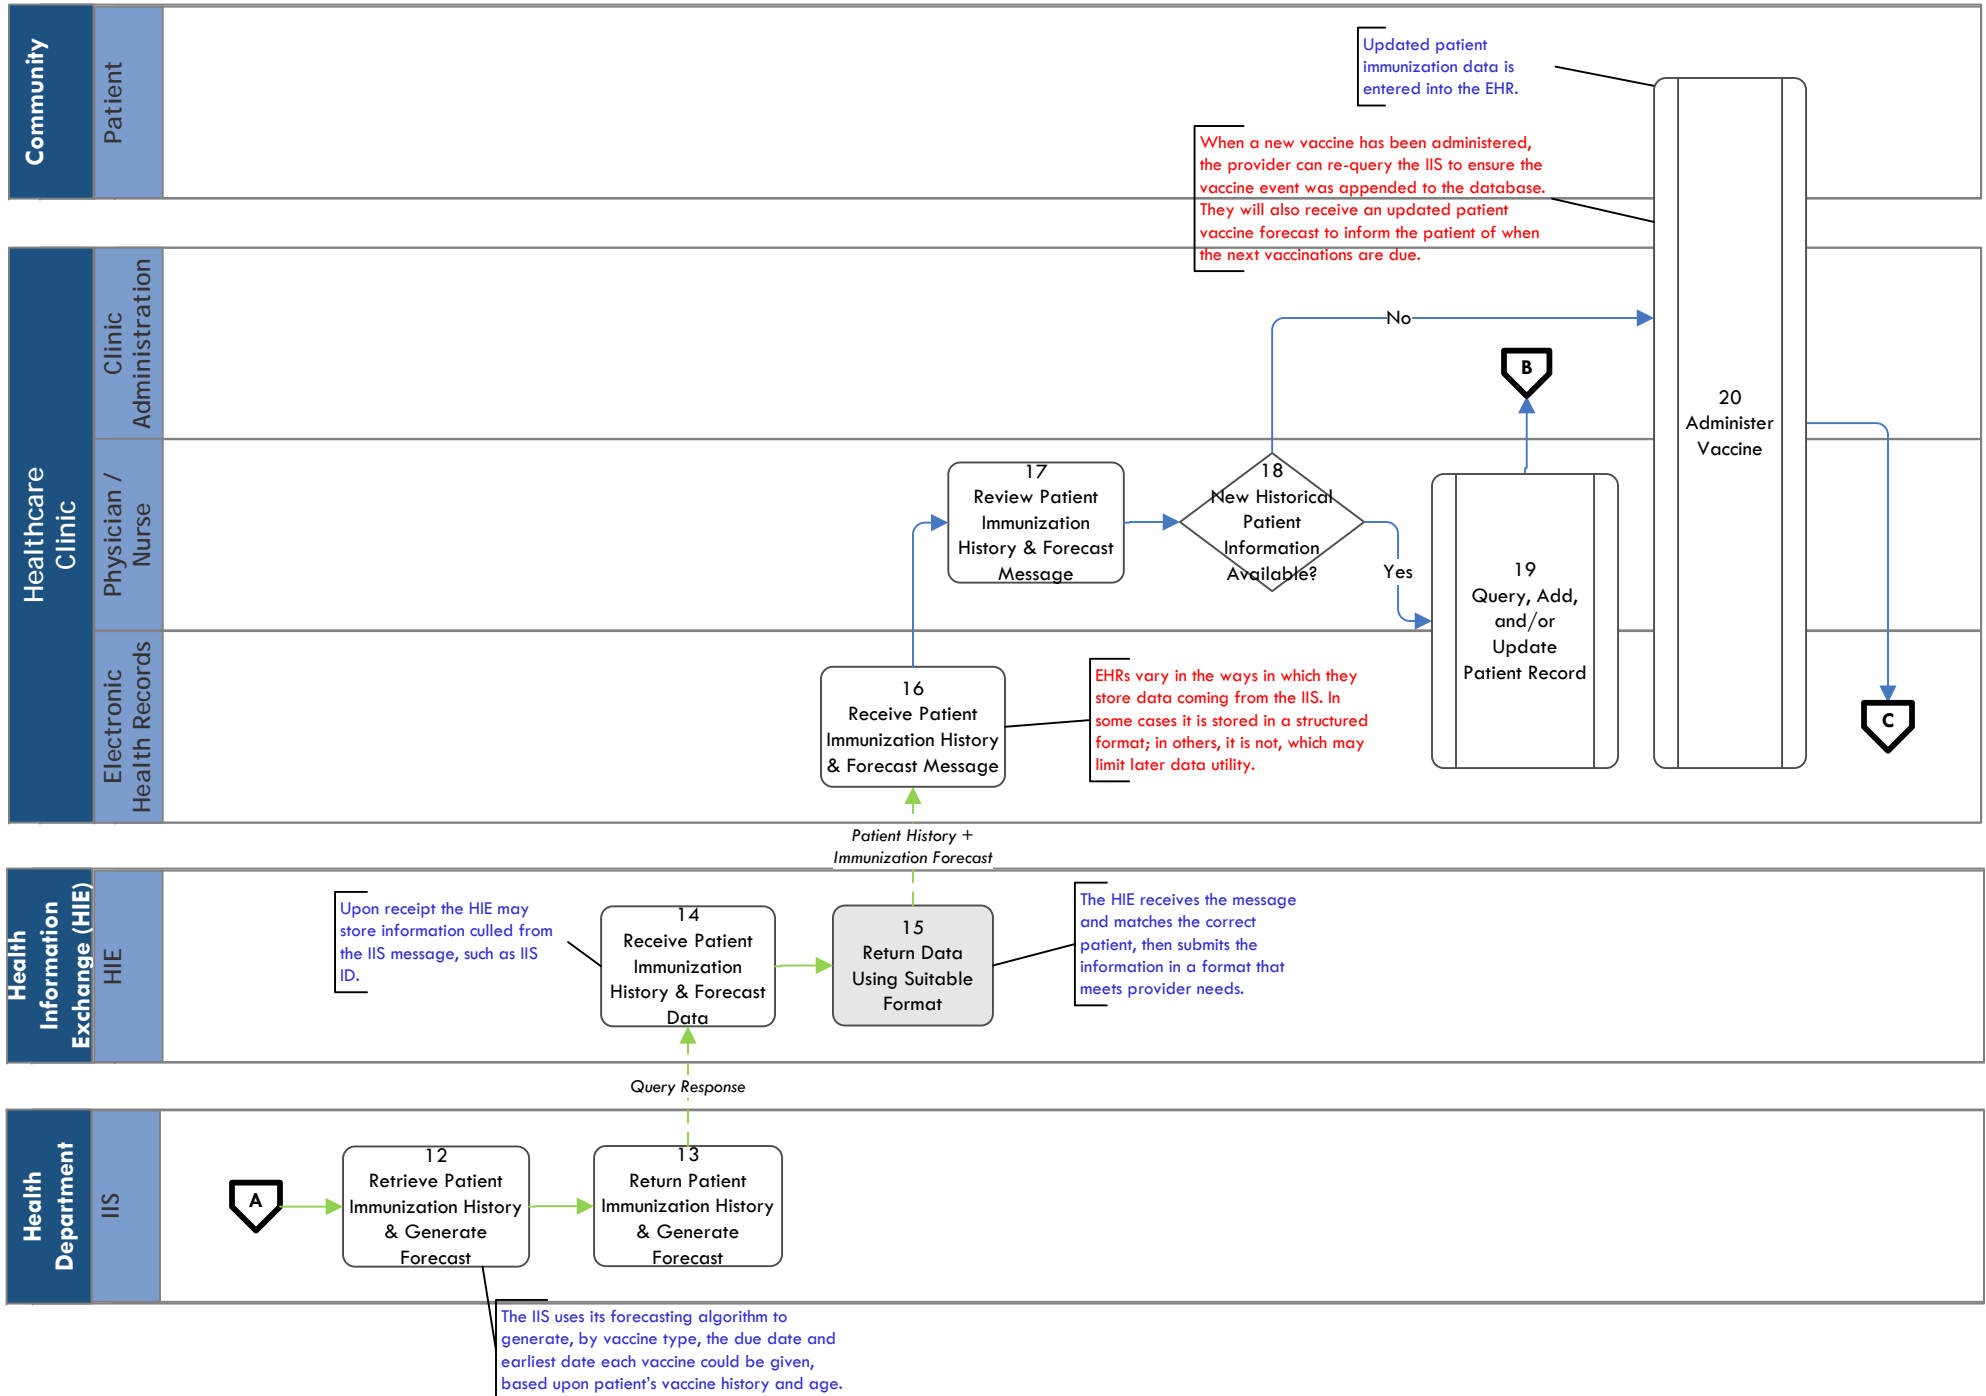 Community
Patient
Updated patient
immunization data is
entered into the EHR.
When a new vaccine has been administered,
the provider can re-query the IIS to ensure the
vaccine event was appended to the database.
They will also receive an updated patient
vaccine forecast to inform the patient of when
the next vaccinations are due.
Healthcare
Clinic
Clinic
Administration
No
B
20
Administer
Vaccine
Physician /
Nurse
17
Review Patient
Immunization
History & Forecast
Message
18
New Historical
Patient
Information
Available?
Yes
19
Query, Add,
and/or
Update
Patient Record
Electronic
Health Records
16
Receive Patient
Immunization History
& Forecast Message
EHRs vary in the ways in which they
store data coming from the IIS. In
some cases it is stored in a structured
format; in others, it is not, which may
limit later data utility.
C
Patient History +
Immunization Forecast
Health
Information
Exchange (HIE)
HIE
Upon receipt the HIE may
store information culled from
the IIS message, such as IIS
ID.
14
Receive Patient
Immunization
History & Forecast
Data
15
Return Data
Using Suitable
Format
The HIE receives the message
and matches the correct
patient, then submits the
information in a format that
meets provider needs.
Query Response
Health
Department
IIS
A
12
Retrieve Patient
Immunization History
& Generate
Forecast
13
Return Patient
Immunization History
& Generate
Forecast
The IIS uses its forecasting algorithm to
generate, by vaccine type, the due date and
earliest date each vaccine could be given,
based upon patient's vaccine history and age.